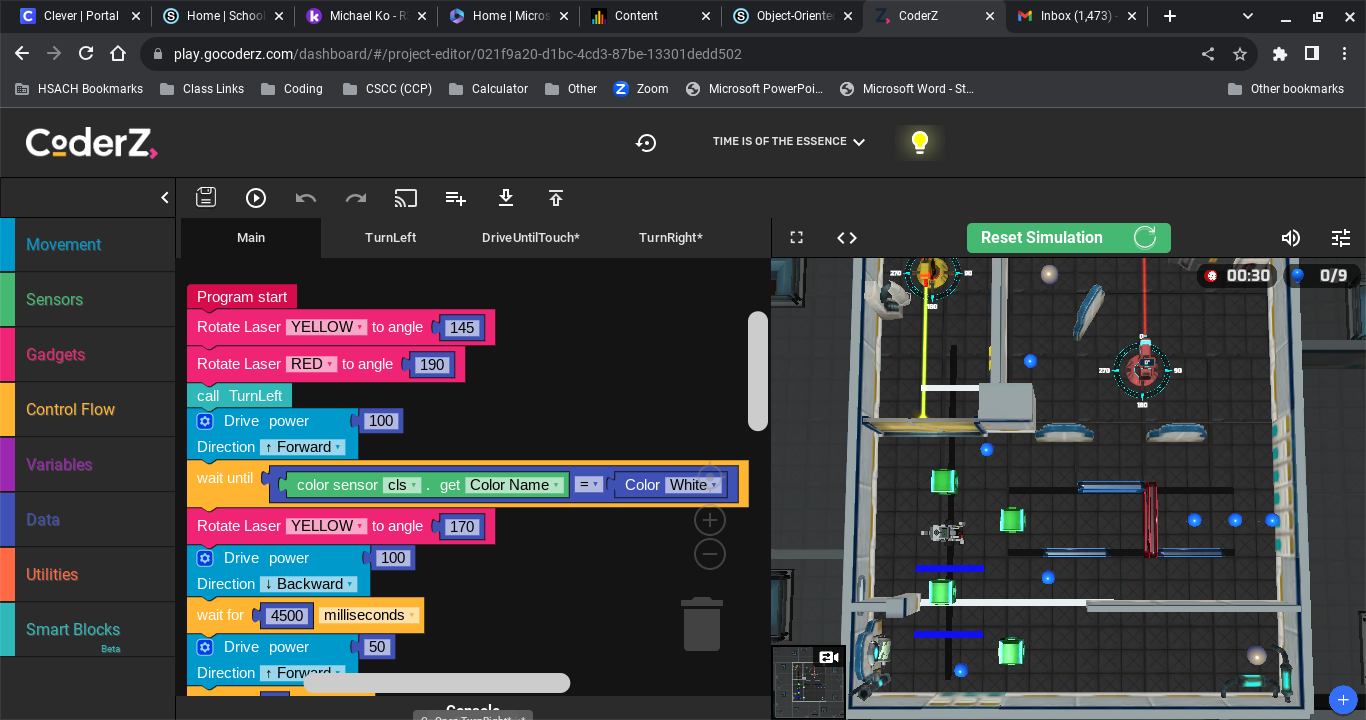 Clever | Portal
Home | School
Michael Ko - R
Home | Micros
Content
Object-Oriente
CoderZ
Inbox (1,473) -
play.gocoderz.com/dashboard/#/project-editor/021f9a20-d1bc-4cd3-87be-13301dedd502
HSACH Bookmarks
Class Links
Coding
CSCC (CCP)
Calculator
Other
Zoom
Microsoft PowerPoi...
Microsoft Word - St...
Other bookmarks
CoderZ
TIME IS OF THE ESSENCE
Main
TurnLeft
DriveUntilTouch*
TurnRight*
Reset Simulation
Movement
Sensors
Gadgets
Control Flow
Variables
Data
Utilities
Smart Blocks
Beta
Program start
Rotate Laser YELLOW to angle 145
Rotate Laser RED to angle 190
call TurnLeft
Drive power 100
Direction ↑ Forward
wait until color sensor cls . get Color Name = Color White
Rotate Laser YELLOW to angle 170
Drive power 100
Direction ↓ Backward
wait for 4500 milliseconds
Drive power 50
Direction ↑ Forward
Console
00:30
0/9
270
90
180
0°
270
90
180